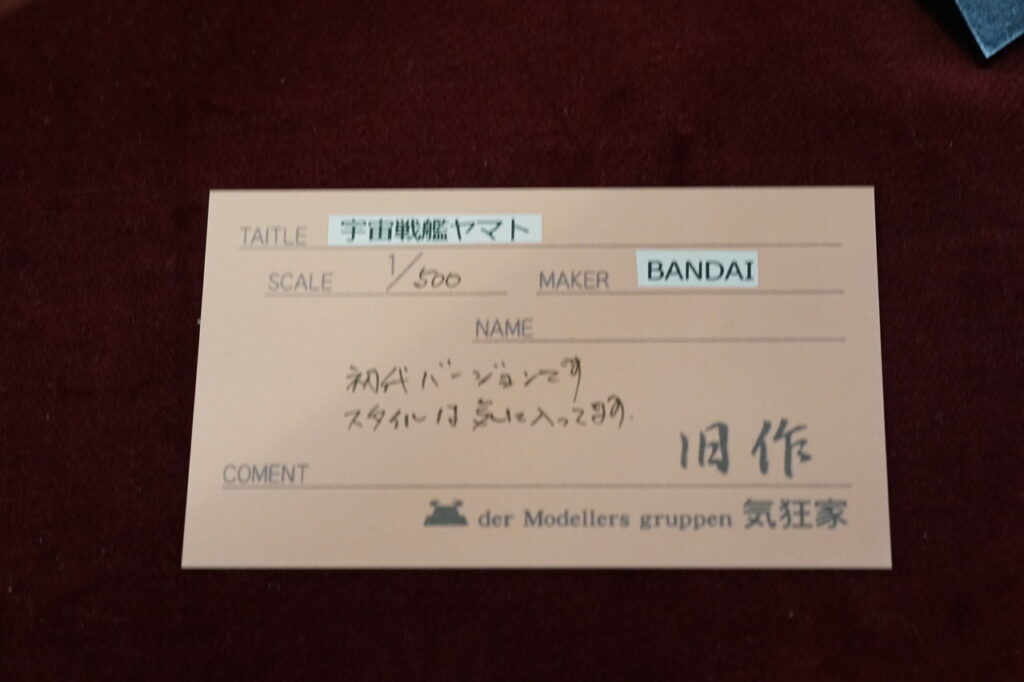 TAITLE 宇宙戦艦ヤマト
SCALE 1/500 MAKER BANDAI
NAME
初代バージョンです
スタイルは気に入ってます.
旧作
COMENT
der Modellers gruppen 気狂家